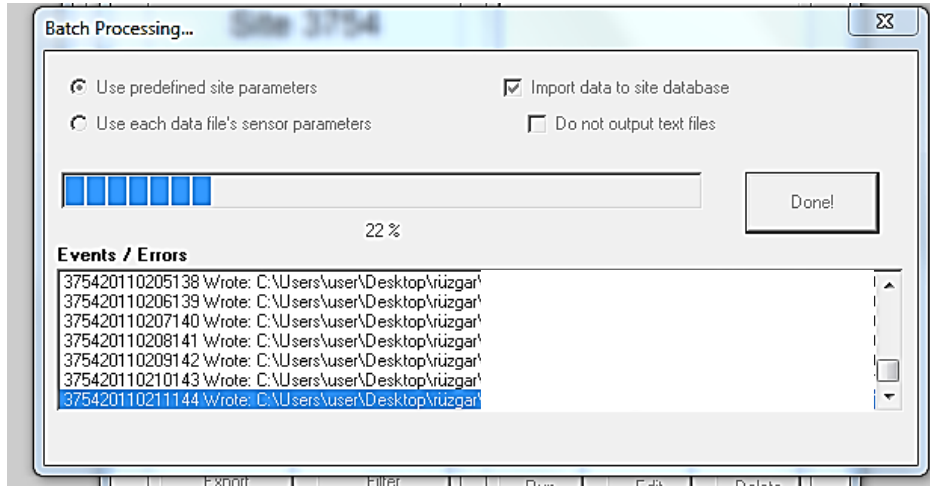 Site 3754
Batch Processing...
Use predefined site parameters
Import data to site database
Use each data file's sensor parameters
Do not output text files
Done!
22 %
Events / Errors
375420110205138 Wrote: C:\Users\user\Desktop\rüzgar\
375420110206139 Wrote: C:\Users\user\Desktop\rüzgar\
375420110207140 Wrote: C:\Users\user\Desktop\rüzgar\
375420110208141 Wrote: C:\Users\user\Desktop\rüzgar\
375420110209142 Wrote: C:\Users\user\Desktop\rüzgar\
375420110210143 Wrote: C:\Users\user\Desktop\rüzgar\
375420110211144 Wrote: C:\Users\user\Desktop\rüzgar\
Export Filter Run Edit Delete